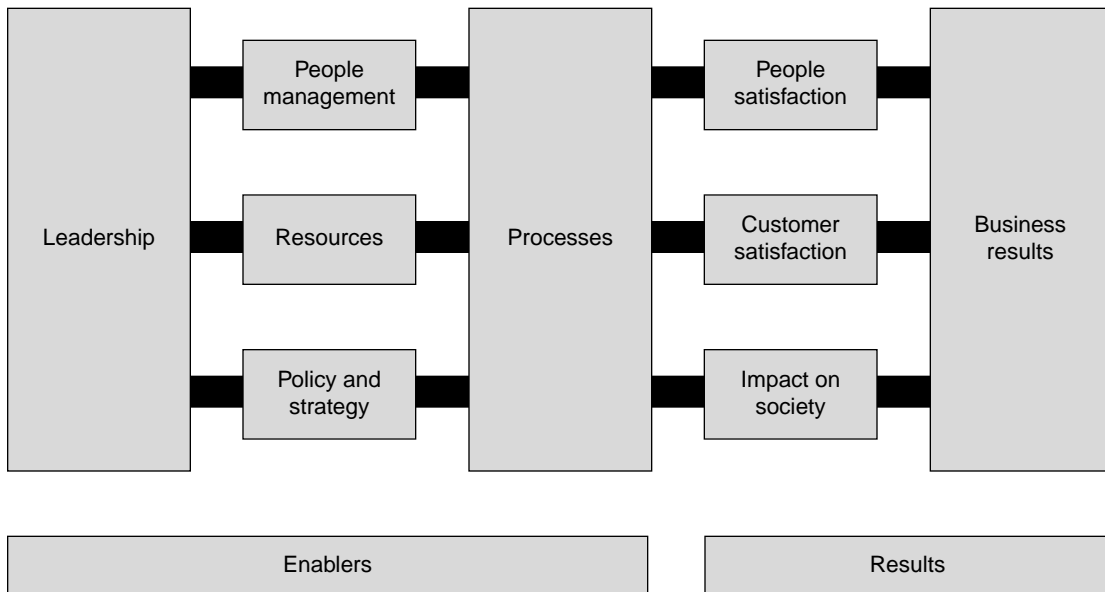 People
management
People
satisfaction
Leadership
Resources
Processes
Customer
satisfaction
Business
results
Policy and
strategy
Impact on
society
Enablers
Results